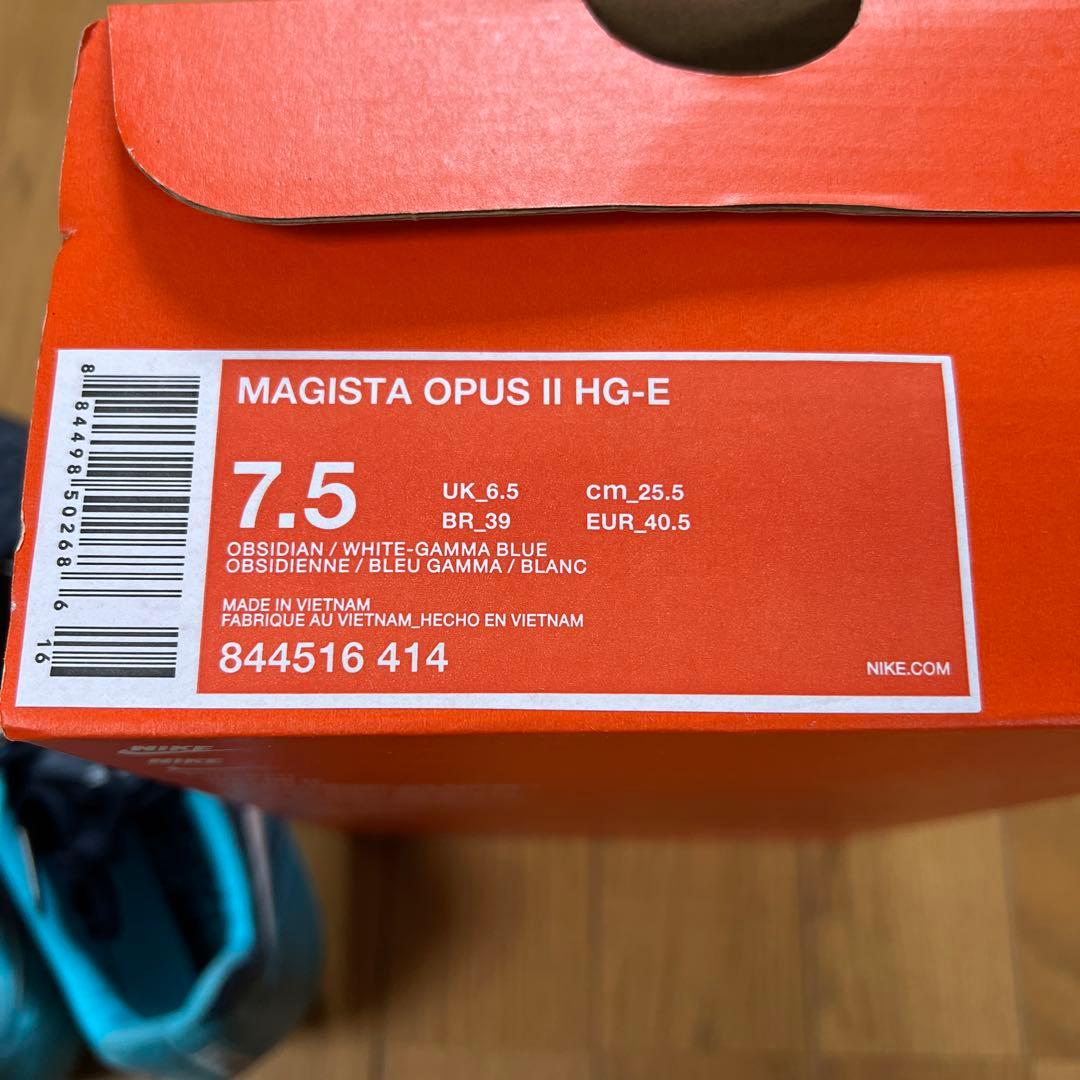 MAGISTA OPUS II HG-E
7.5
UK_6.5 cm_25.5
BR_39 EUR_40.5
OBSIDIAN / WHITE-GAMMA BLUE
OBSIDIENNE / BLEU GAMMA / BLANC
MADE IN VIETNAM
FABRIQUE AU VIETNAM_HECHO EN VIETNAM
844516 414
NIKE.COM
8 84498 50268 6
16
NIKE
NIKE